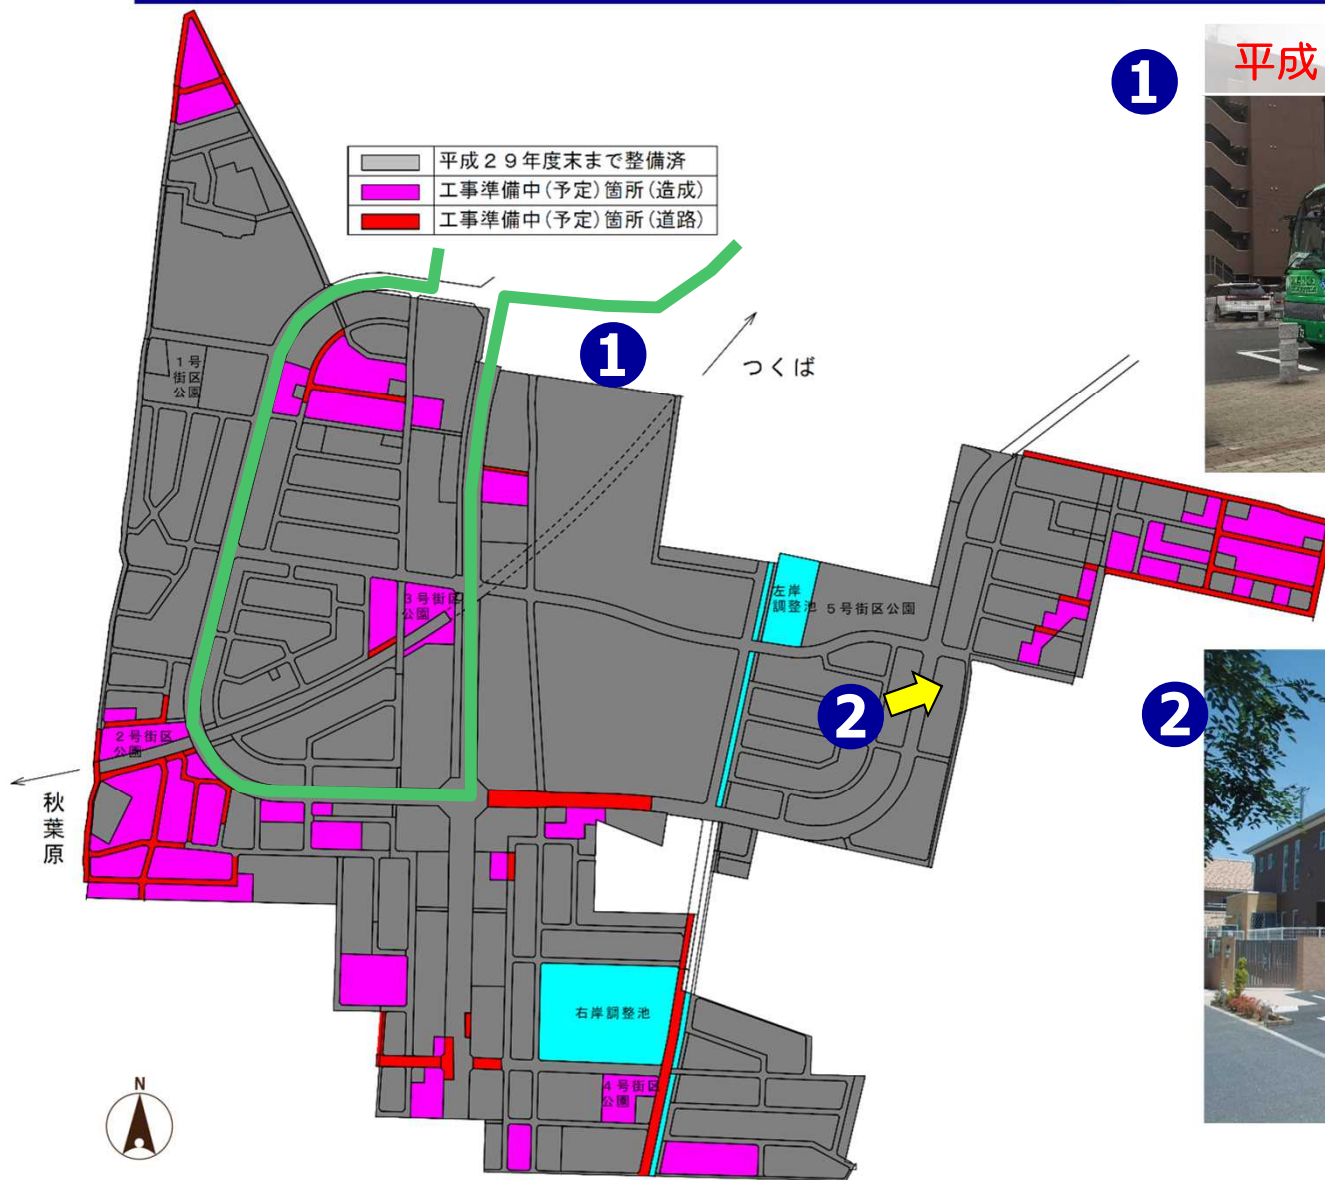 ❶
平成
平成２９年度末まで整備済
工事準備中(予定)箇所(造成)
工事準備中(予定)箇所(道路)
❶
つくば
1号
街区
公園
3号街区
公園
左岸
調整池
5号街区公園
❷
❷
2号街区
公園
秋葉原
右岸調整池
4号街区
公園
N